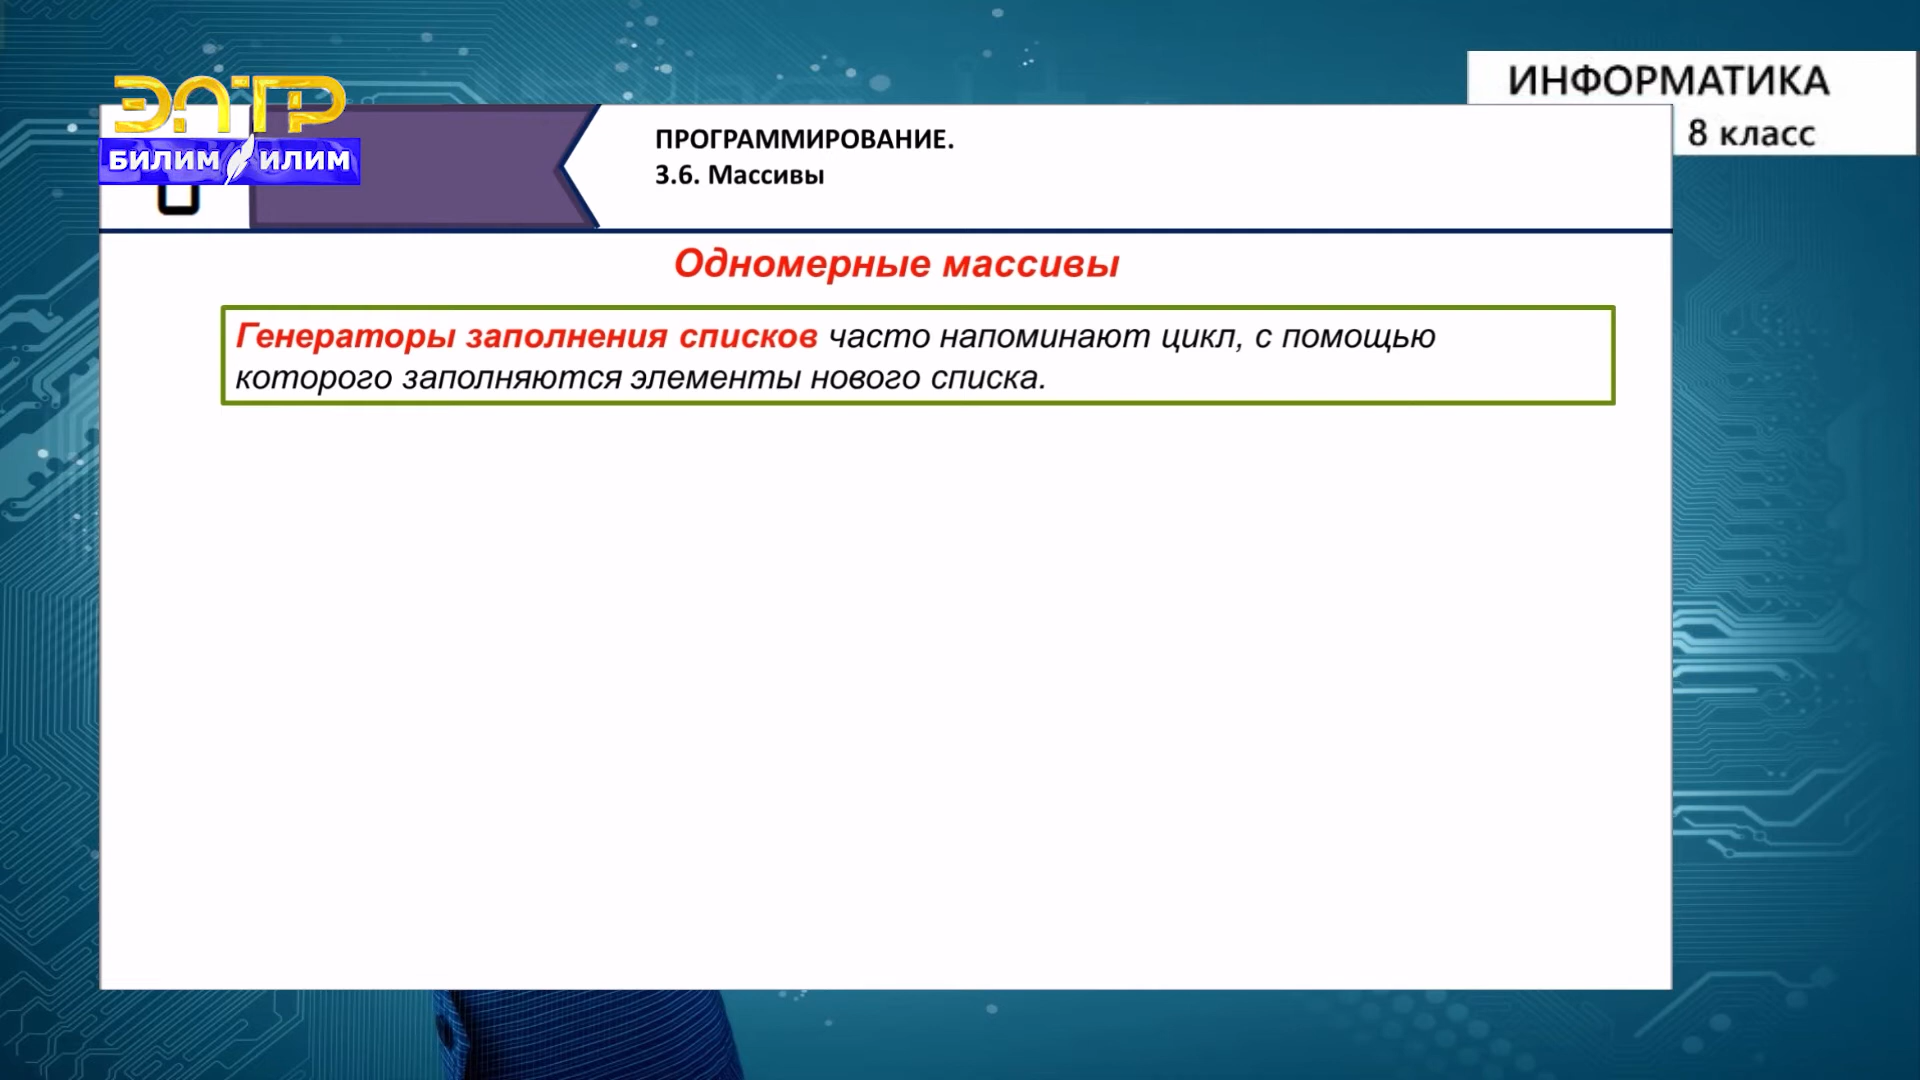 ИНФОРМАТИКА
8 класс
ЭЛТР
БИЛИМ ИЛИМ
ПРОГРАММИРОВАНИЕ.
3.6. Массивы
Одномерные массивы
Генераторы заполнения списков часто напоминают цикл, с помощью
которого заполняются элементы нового списка.